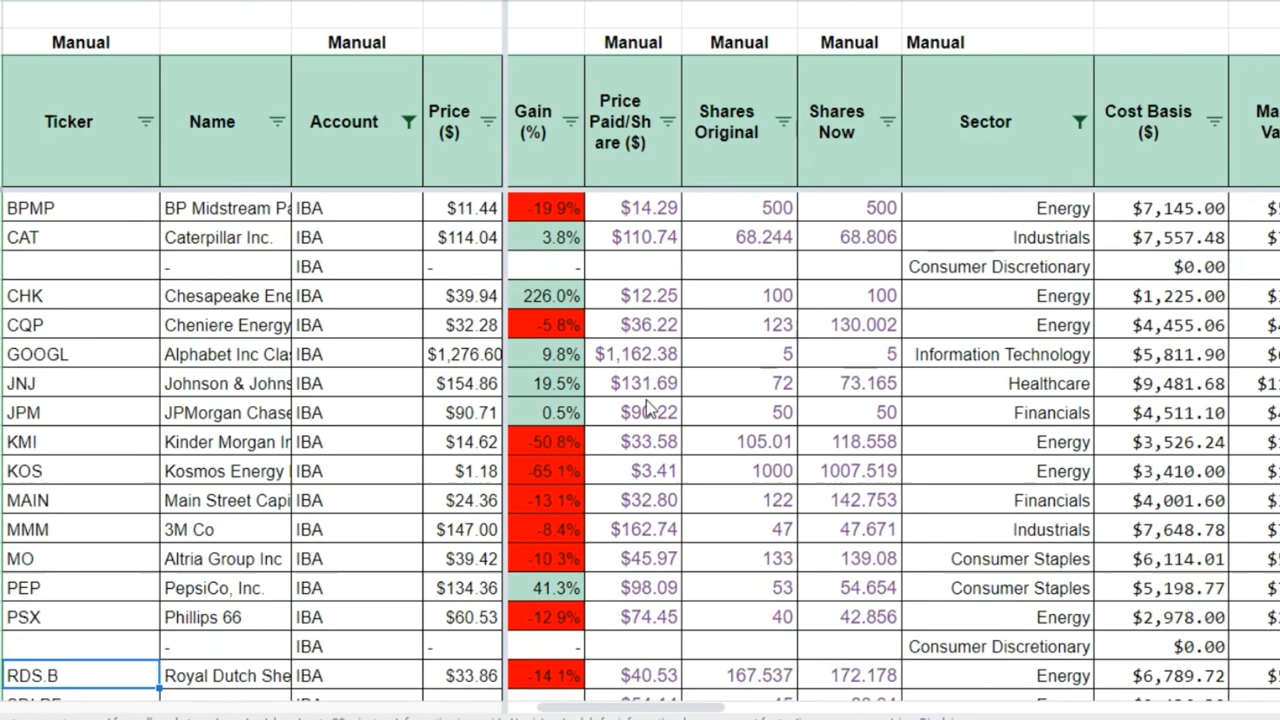 Manual Manual Manual Manual Manual Manual
Ticker Name Account Price ($) Gain (%) Price Paid/Share ($) Shares Original Shares Now Sector Cost Basis ($)
BPMP BP Midstream IBA $11.44 -19.9% $14.29 500 500 Energy $7,145.00
CAT Caterpillar Inc. IBA $114.04 3.8% $110.74 68.244 68.806 Industrials $7,557.48
- IBA - - Consumer Discretionary $0.00
CHK Chesapeake Ene IBA $39.94 226.0% $12.25 100 100 Energy $1,225.00
CQP Cheniere Energy IBA $32.28 -5.8% $36.22 123 130.002 Energy $4,455.06
GOOGL Alphabet Inc Cla IBA $1,276.60 9.8% $1,162.38 5 5 Information Technology $5,811.90
JNJ Johnson & Johns IBA $154.86 19.5% $131.69 72 73.165 Healthcare $9,481.68
JPM JPMorgan Chase IBA $90.71 0.5% $90.22 50 50 Financials $4,511.10
KMI Kinder Morgan In IBA $14.62 -50.8% $33.58 105.01 118.558 Energy $3,526.24
KOS Kosmos Energy IBA $1.18 -65.1% $3.41 1000 1007.519 Energy $3,410.00
MAIN Main Street Capi IBA $24.36 -13.1% $32.80 122 142.753 Financials $4,001.60
MMM 3M Co IBA $147.00 -8.4% $162.74 47 47.671 Industrials $7,648.78
MO Altria Group Inc IBA $39.42 -10.3% $45.97 133 139.08 Consumer Staples $6,114.01
PEP PepsiCo, Inc. IBA $134.36 41.3% $98.09 53 54.654 Consumer Staples $5,198.77
PSX Phillips 66 IBA $60.53 -12.9% $74.45 40 42.856 Energy $2,978.00
- IBA - - Consumer Discretionary $0.00
RDS.B Royal Dutch She IBA $33.86 -14.1% $40.53 167.537 172.178 Energy $6,789.72